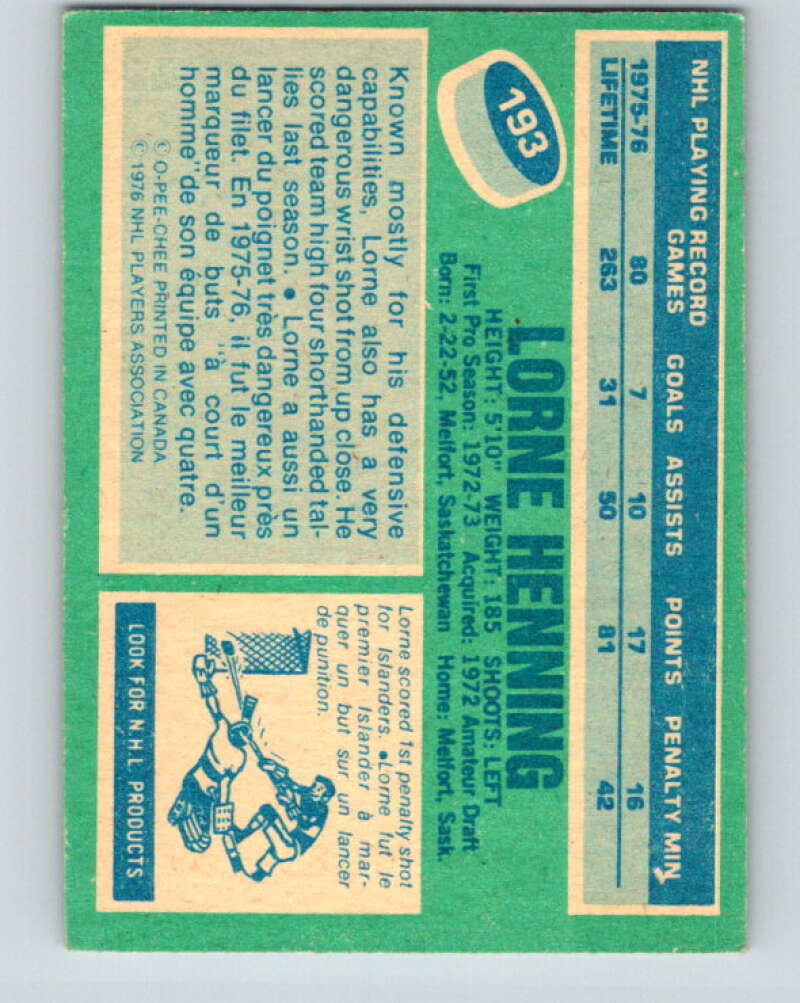 193
LORNE HENNING
HEIGHT: 5'10" WEIGHT: 185 SHOOTS: LEFT
First Pro Season: 1972-73 Acquired: 1972 Amateur Draft
Born: 2-22-52, Melfort, Saskatchewan Home: Melfort, Sask.
NHL PLAYING RECORD
GAMES GOALS ASSISTS POINTS PENALTY MIN.
1975-76 80 7 10 17 16
LIFETIME 263 31 50 81 42
Known mostly for his defensive
capabilities, Lorne also has a very
dangerous wrist shot from up close. He
scored team high four shorthanded tal-
lies last season. • Lorne a aussi un
lancer du poignet très dangereux près
du filet. En 1975-76, il fut le meilleur
marqueur de buts "à court d'un
homme" de son équipe avec quatre.
© O-PEE-CHEE PRINTED IN CANADA
© 1976 NHL PLAYERS ASSOCIATION
Lorne scored 1st penalty shot
for Islanders. •Lorne fut le
premier Islander à mar-
quer un but sur un lancer
de punition.
LOOK FOR N.H.L. PRODUCTS